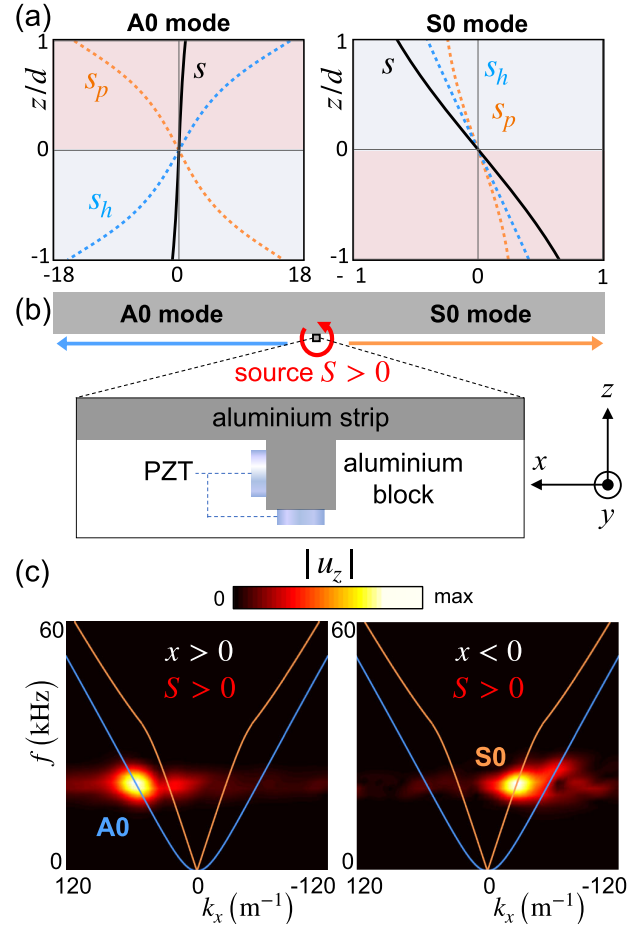 (a)
A0 mode
S0 mode
z/d
1
0
-1
s_p
s
s_h
-18
0
18
z/d
1
0
-1
s
s_h
s_p
-1
0
1
(b)
A0 mode
S0 mode
source S > 0
aluminium strip
PZT
aluminium
block
z
x
y
(c)
| u_z |
0
max
60
f (kHz)
0
x > 0
S > 0
A0
120
0
-120
k_x (m⁻¹)
60
0
x < 0
S > 0
S0
120
0
-120
k_x (m⁻¹)